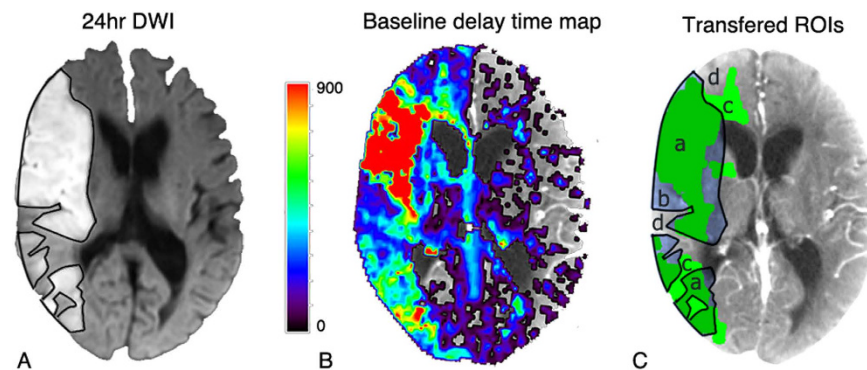 24hr DWI
Baseline delay time map
Transfered ROIs
900
0
d
c
a
b
d
c
a
A
B
C